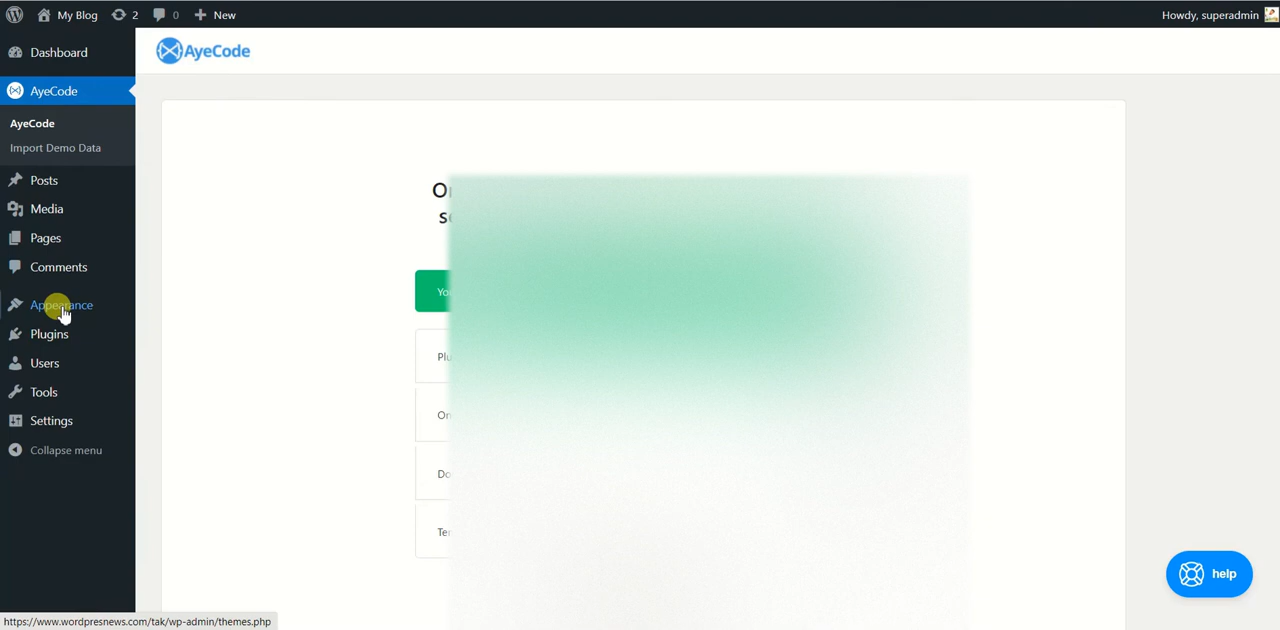 My Blog 2 0 New Howdy, superadmin
Dashboard
AyeCode
AyeCode
AyeCode
Import Demo Data
Posts
Media
Pages
Comments
Appearance
Plugins
Users
Tools
Settings
Collapse menu
help
https://www.wordpresnews.com/tak/wp-admin/themes.php